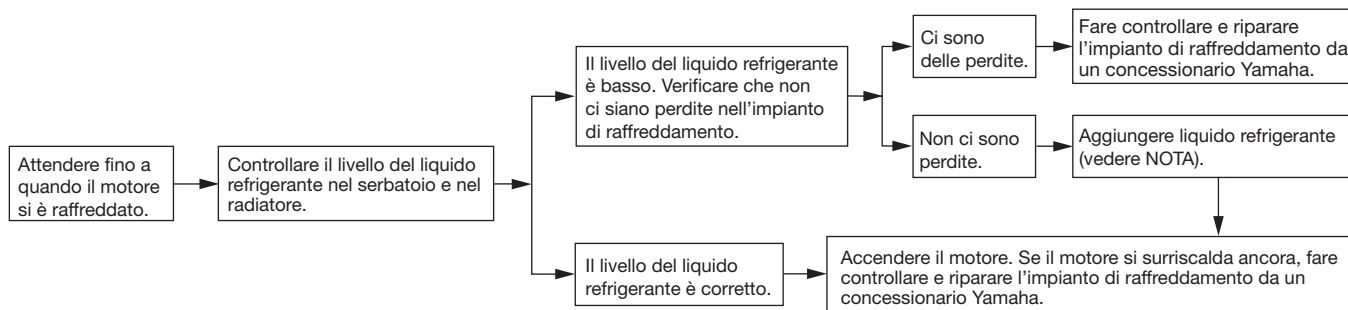 Attendere fino a
quando il motore
si è raffreddato.
Controllare il livello del liquido
refrigerante nel serbatoio e nel
radiatore.
Il livello del liquido refrigerante
è basso. Verificare che non
ci siano perdite nell’impianto
di raffreddamento.
Ci sono
delle perdite.
Fare controllare e riparare
l’impianto di raffreddamento da
un concessionario Yamaha.
Non ci sono
perdite.
Aggiungere liquido refrigerante
(vedere NOTA).
Il livello del liquido
refrigerante è corretto.
Accendere il motore. Se il motore si surriscalda ancora, fare
controllare e riparare l’impianto di raffreddamento da un
concessionario Yamaha.